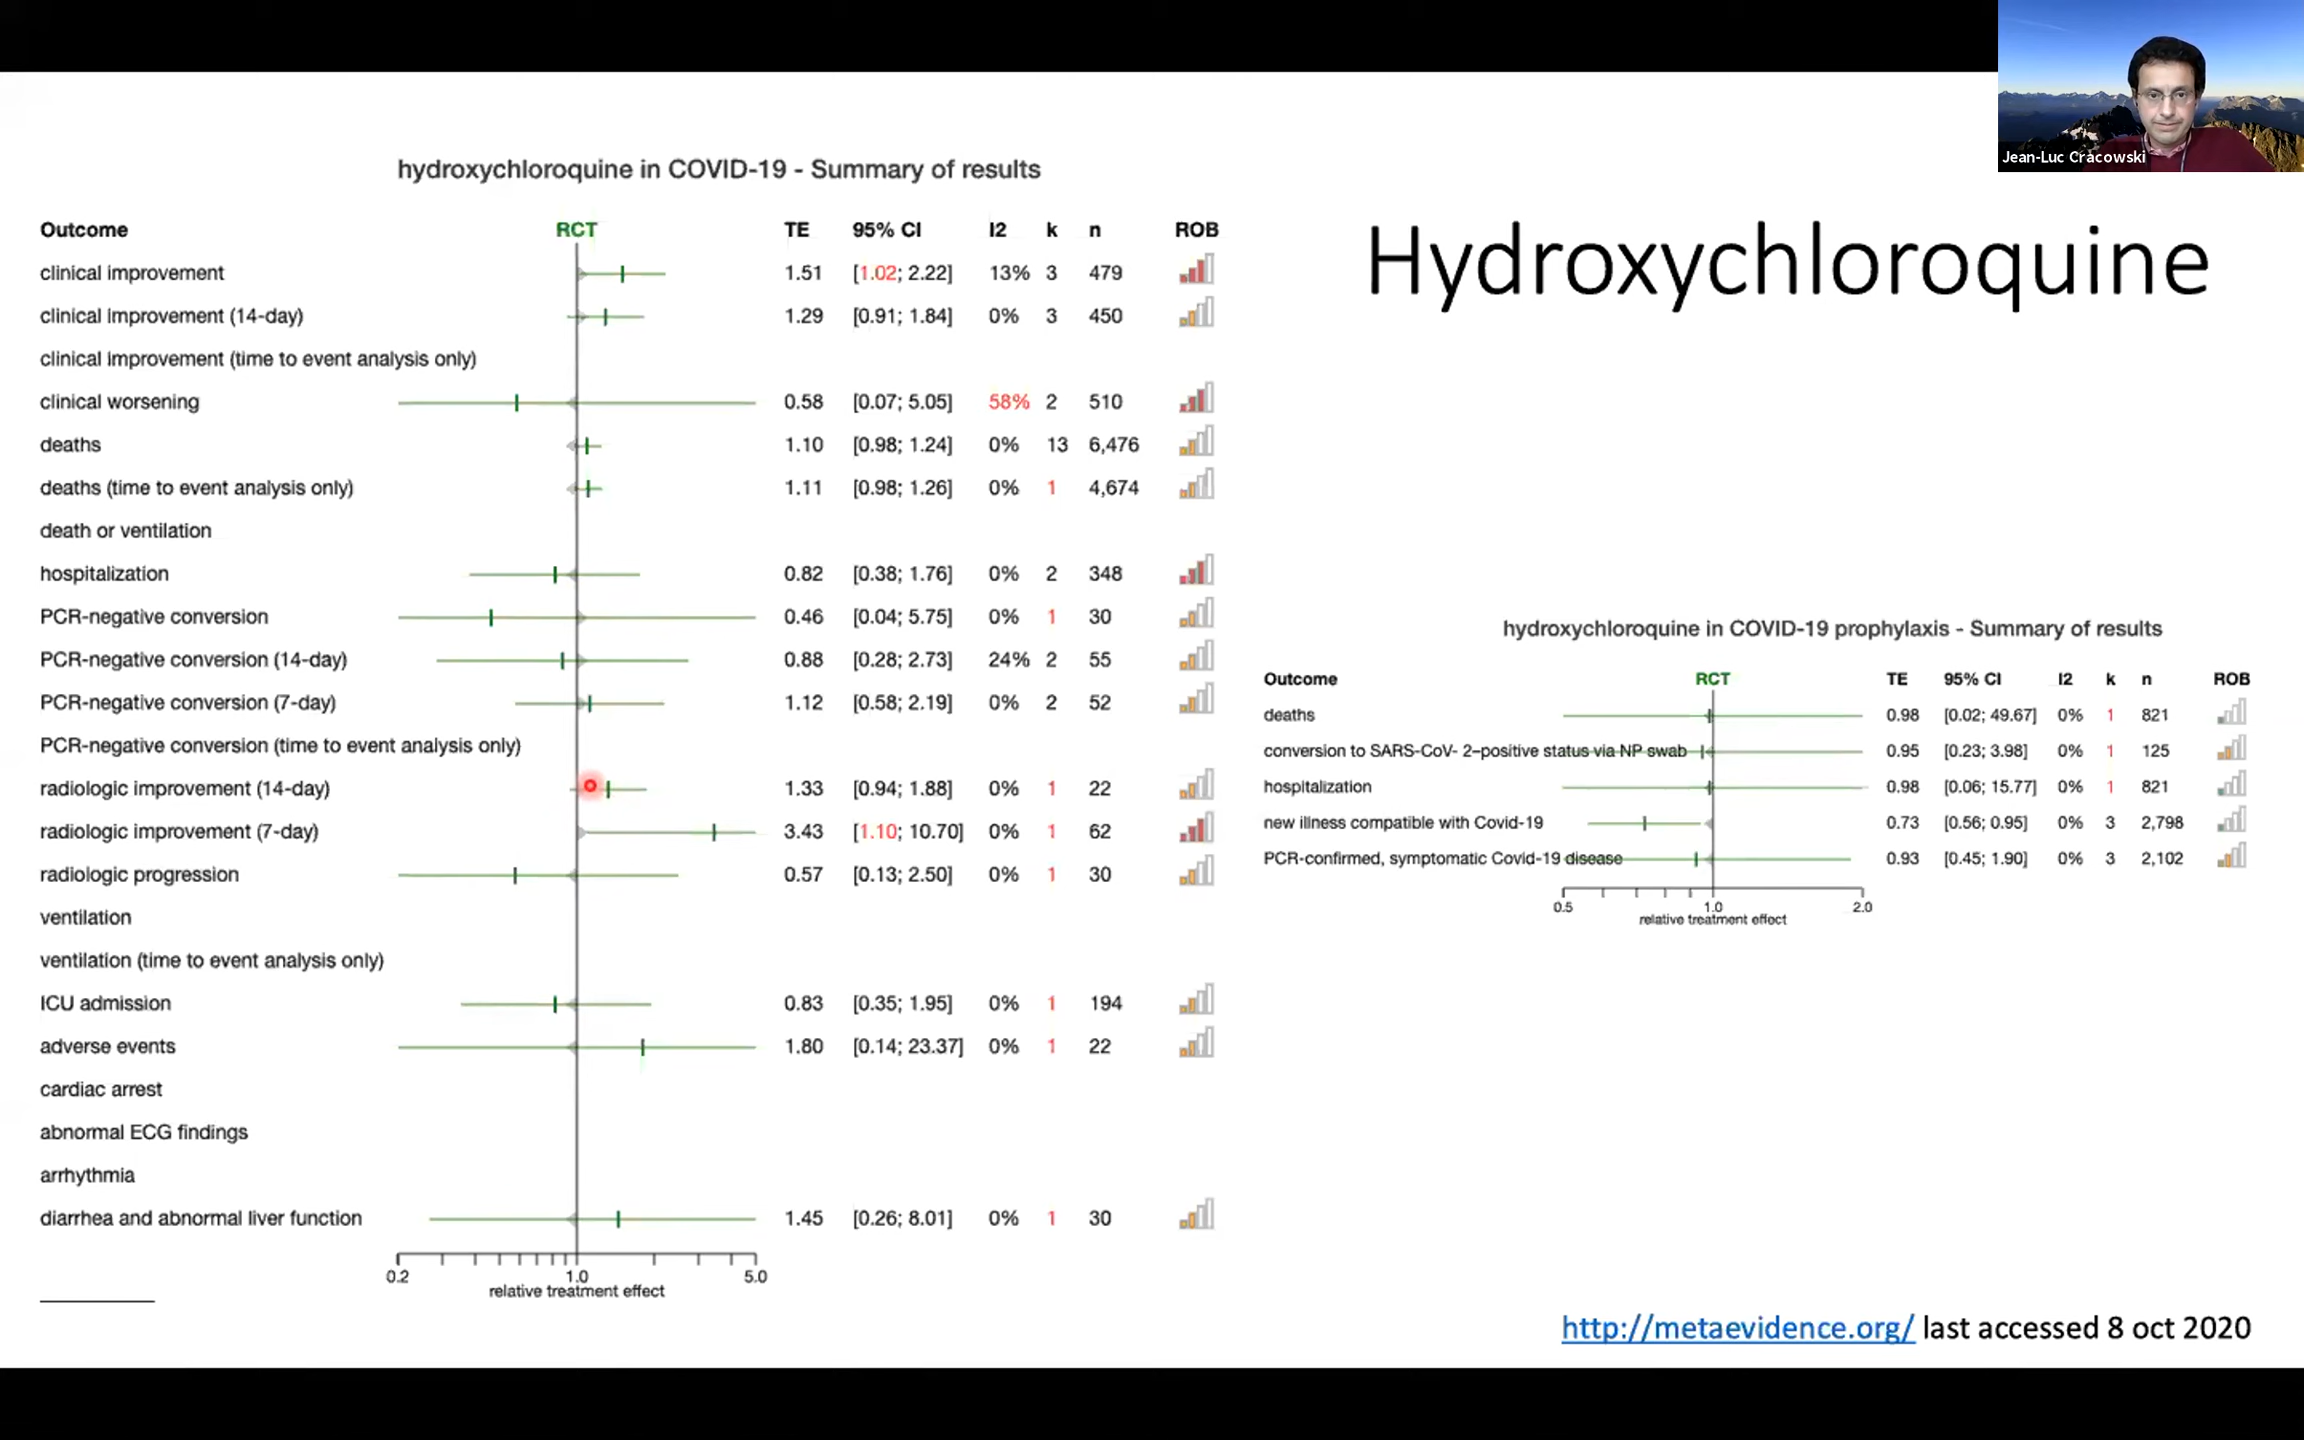 Jean-Luc Cracowski
Hydroxychloroquine
hydroxychloroquine in COVID-19 - Summary of results
Outcome RCT TE 95% CI I2 k n ROB
clinical improvement 1.51 [1.02; 2.22] 13% 3 479
clinical improvement (14-day) 1.29 [0.91; 1.84] 0% 3 450
clinical improvement (time to event analysis only)
clinical worsening 0.58 [0.07; 5.05] 58% 2 510
deaths 1.10 [0.98; 1.24] 0% 13 6,476
deaths (time to event analysis only) 1.11 [0.98; 1.26] 0% 1 4,674
death or ventilation
hospitalization 0.82 [0.38; 1.76] 0% 2 348
PCR-negative conversion 0.46 [0.04; 5.75] 0% 1 30
PCR-negative conversion (14-day) 0.88 [0.28; 2.73] 24% 2 55
PCR-negative conversion (7-day) 1.12 [0.58; 2.19] 0% 2 52
PCR-negative conversion (time to event analysis only)
radiologic improvement (14-day) 1.33 [0.94; 1.88] 0% 1 22
radiologic improvement (7-day) 3.43 [1.10; 10.70] 0% 1 62
radiologic progression 0.57 [0.13; 2.50] 0% 1 30
ventilation
ventilation (time to event analysis only)
ICU admission 0.83 [0.35; 1.95] 0% 1 194
adverse events 1.80 [0.14; 23.37] 0% 1 22
cardiac arrest
abnormal ECG findings
arrhythmia
diarrhea and abnormal liver function 1.45 [0.26; 8.01] 0% 1 30
0.2 1.0 5.0
relative treatment effect
hydroxychloroquine in COVID-19 prophylaxis - Summary of results
Outcome RCT TE 95% CI I2 k n ROB
deaths 0.98 [0.02; 49.67] 0% 1 821
conversion to SARS-CoV- 2-positive status via NP swab 0.95 [0.23; 3.98] 0% 1 125
hospitalization 0.98 [0.06; 15.77] 0% 1 821
new illness compatible with Covid-19 0.73 [0.56; 0.95] 0% 3 2,798
PCR-confirmed, symptomatic Covid-19 disease 0.93 [0.45; 1.90] 0% 3 2,102
0.5 1.0 2.0
relative treatment effect
http://metaevidence.org/ last accessed 8 oct 2020